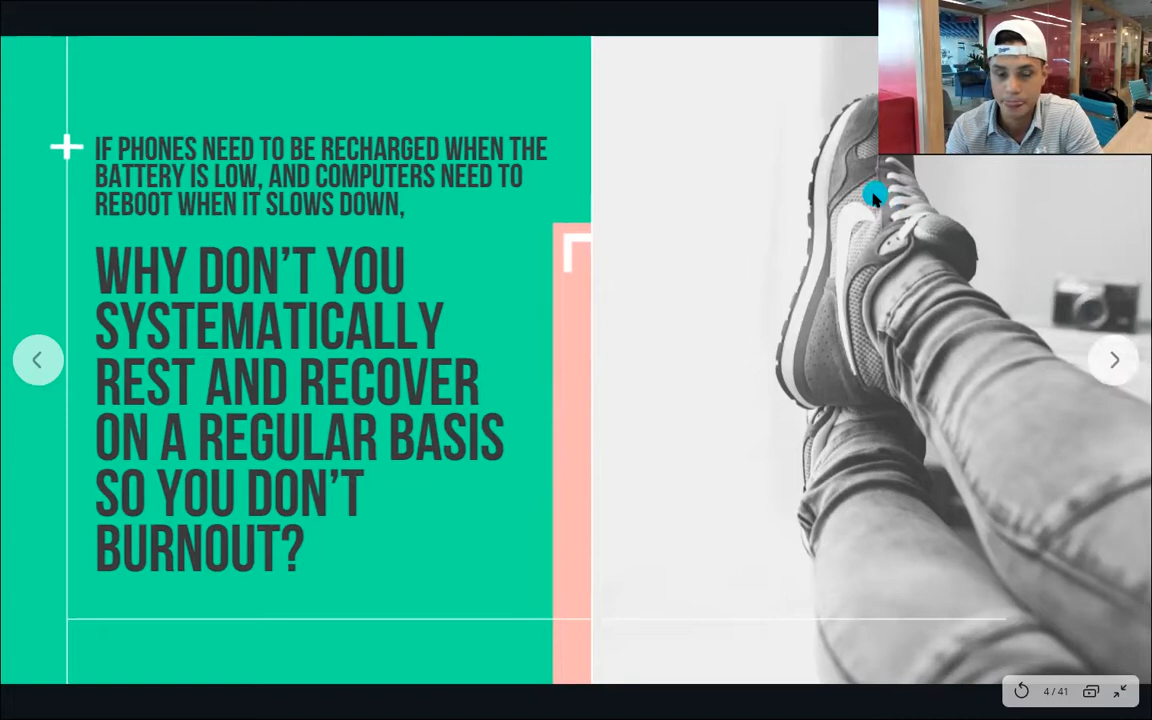 IF PHONES NEED TO BE RECHARGED WHEN THE
BATTERY IS LOW, AND COMPUTERS NEED TO
REBOOT WHEN IT SLOWS DOWN,
WHY DON’T YOU
SYSTEMATICALLY
REST AND RECOVER
ON A REGULAR BASIS
SO YOU DON’T
BURNOUT?
4 / 41